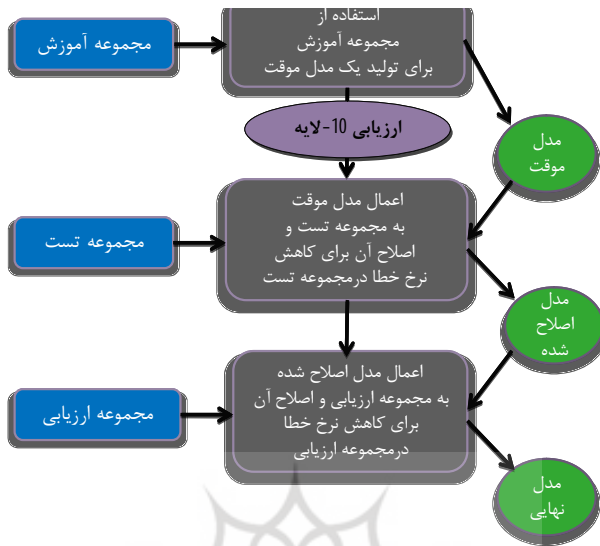 استفاده از
مجموعه آموزش
برای تولید یک مدل موقت
مجموعه آموزش
ارزیابی 10-لایه
مدل
موقت
اعمال مدل موقت
به مجموعه تست و
اصلاح آن برای کاهش
نرخ خطا درمجموعه تست
مجموعه تست
مدل
اصلاح
شده
اعمال مدل اصلاح شده
به مجموعه ارزیابی و اصلاح آن
برای کاهش نرخ خطا
درمجموعه ارزیابی
مجموعه ارزیابی
مدل
نهایی